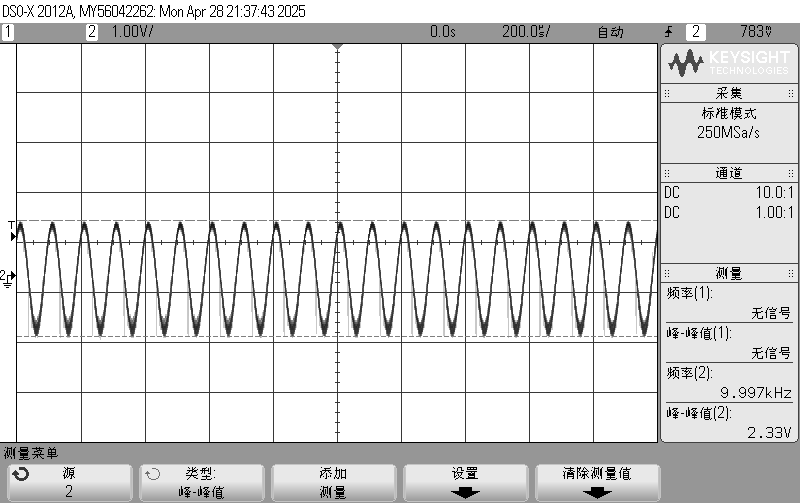 DSO-X 2012A, MY56042262: Mon Apr 28 21:37:43 2025
1 2 1.00V/ 0.0s 200.0㎲/ 自动 2 783mV
KEYSIGHT
TECHNOLOGIES
采集
标准模式
250MSa/s
通道
DC 10.0:1
DC 1.00:1
测量
频率(1):
无信号
峰-峰值(1):
无信号
频率(2):
9.997kHz
峰-峰值(2):
2.33V
T
2
测量菜单
源
2
类型:
峰-峰值
添加
测量
设置
清除测量值